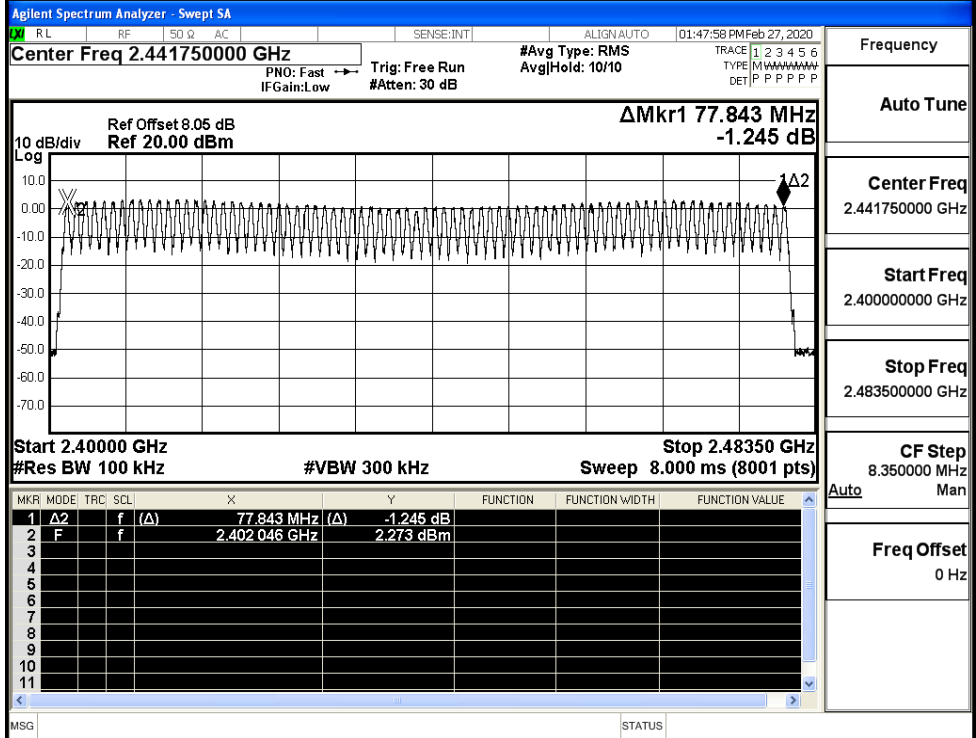 Agilent Spectrum Analyzer - Swept SA
LXI RL RF 50 Ω AC SENSE:INT ALIGN AUTO 01:47:58 PM Feb 27, 2020
Center Freq 2.441750000 GHz
PNO: Fast
IFGain:Low
Trig: Free Run
#Atten: 30 dB
#Avg Type: RMS
Avg|Hold: 10/10
TRACE 1 2 3 4 5 6
TYPE M WWWWW
DET P P P P P P
Frequency
Auto Tune
Center Freq
2.441750000 GHz
Start Freq
2.400000000 GHz
Stop Freq
2.483500000 GHz
CF Step
8.350000 MHz
Auto Man
Freq Offset
0 Hz
ΔMkr1 77.843 MHz
-1.245 dB
Ref Offset 8.05 dB
10 dB/div Ref 20.00 dBm
Log
10.0
0.00
-10.0
-20.0
-30.0
-40.0
-50.0
-60.0
-70.0
1Δ2
2
Start 2.40000 GHz Stop 2.48350 GHz
#Res BW 100 kHz #VBW 300 kHz Sweep 8.000 ms (8001 pts)
MKR MODE TRC SCL X Y FUNCTION FUNCTION WIDTH FUNCTION VALUE
1 Δ2 f (Δ) 77.843 MHz (Δ) -1.245 dB
2 F f 2.402 046 GHz 2.273 dBm
3
4
5
6
7
8
9
10
11
MSG STATUS